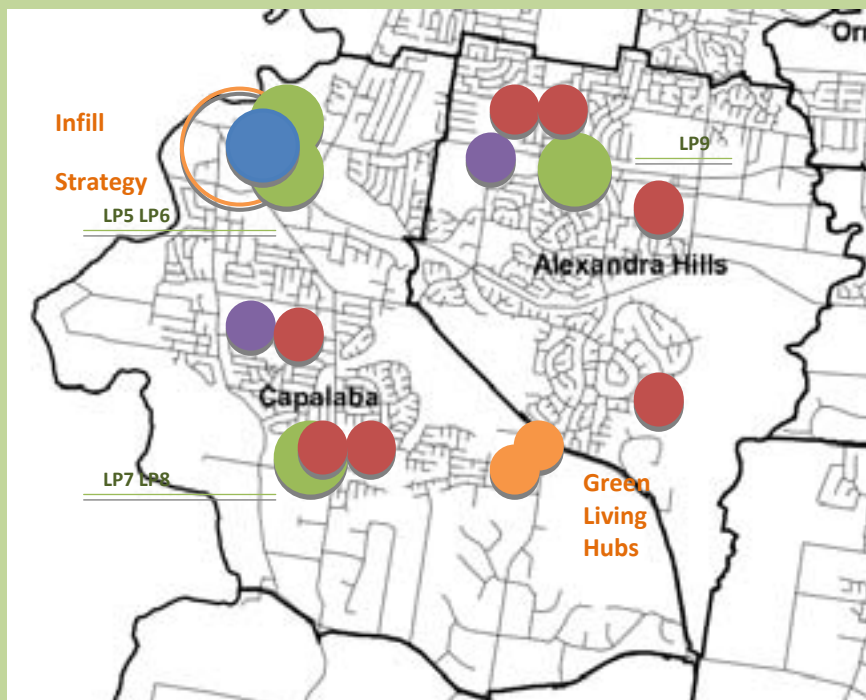 Orm
Infill
Strategy
LP9
LP5 LP6
Alexandra Hills
Capalaba
LP7 LP8
Green
Living
Hubs